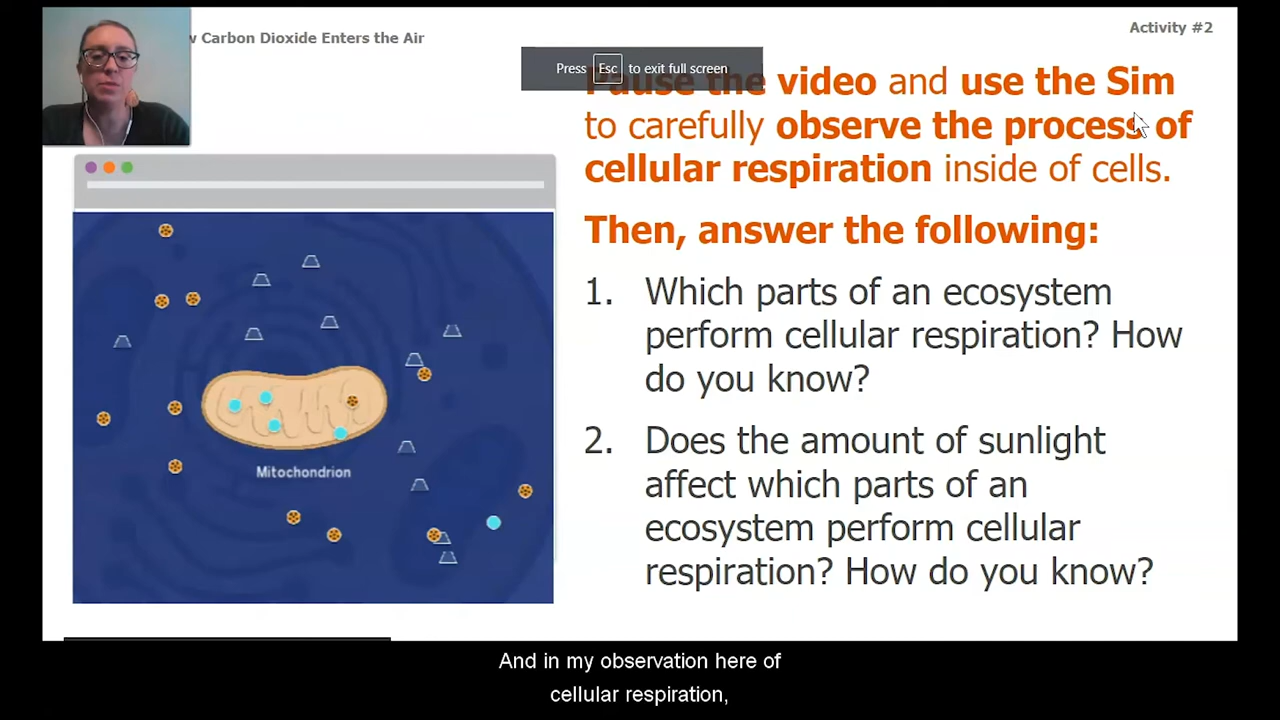 Carbon Dioxide Enters the Air
Activity #2
Press Esc to exit full screen
the video and use the Sim
to carefully observe the process of
cellular respiration inside of cells.
Then, answer the following:
1. Which parts of an ecosystem
perform cellular respiration? How
do you know?
2. Does the amount of sunlight
affect which parts of an
ecosystem perform cellular
respiration? How do you know?
Mitochondrion
And in my observation here of
cellular respiration,